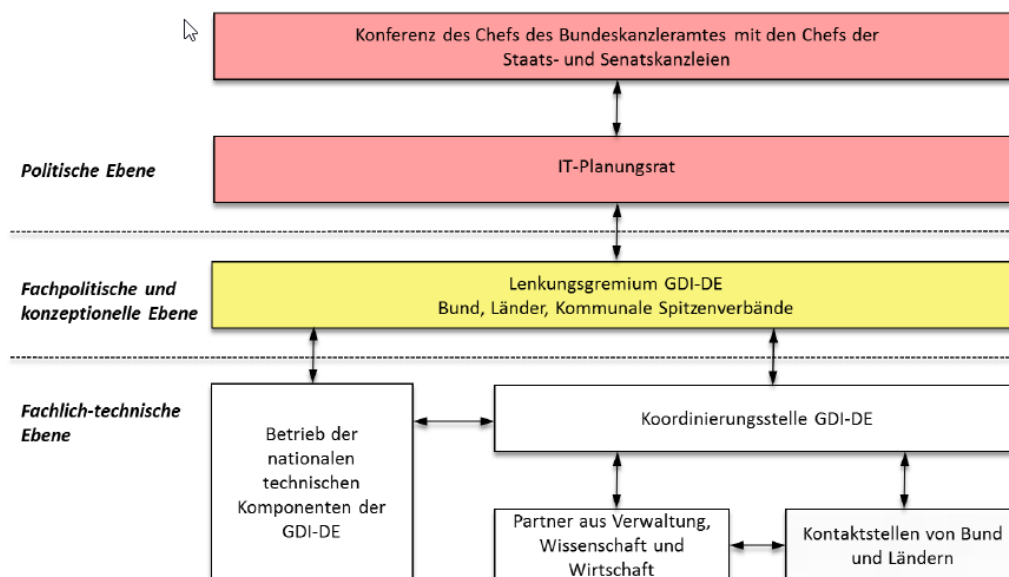 Konferenz des Chefs des Bundeskanzleramtes mit den Chefs der
Staats- und Senatskanzleien
Politische Ebene
IT-Planungsrat
Fachpolitische und
konzeptionelle Ebene
Lenkungsgremium GDI-DE
Bund, Länder, Kommunale Spitzenverbände
Fachlich-technische
Ebene
Betrieb der
nationalen
technischen
Komponenten der
GDI-DE
Koordinierungsstelle GDI-DE
Partner aus Verwaltung,
Wissenschaft und
Wirtschaft
Kontaktstellen von Bund
und Ländern